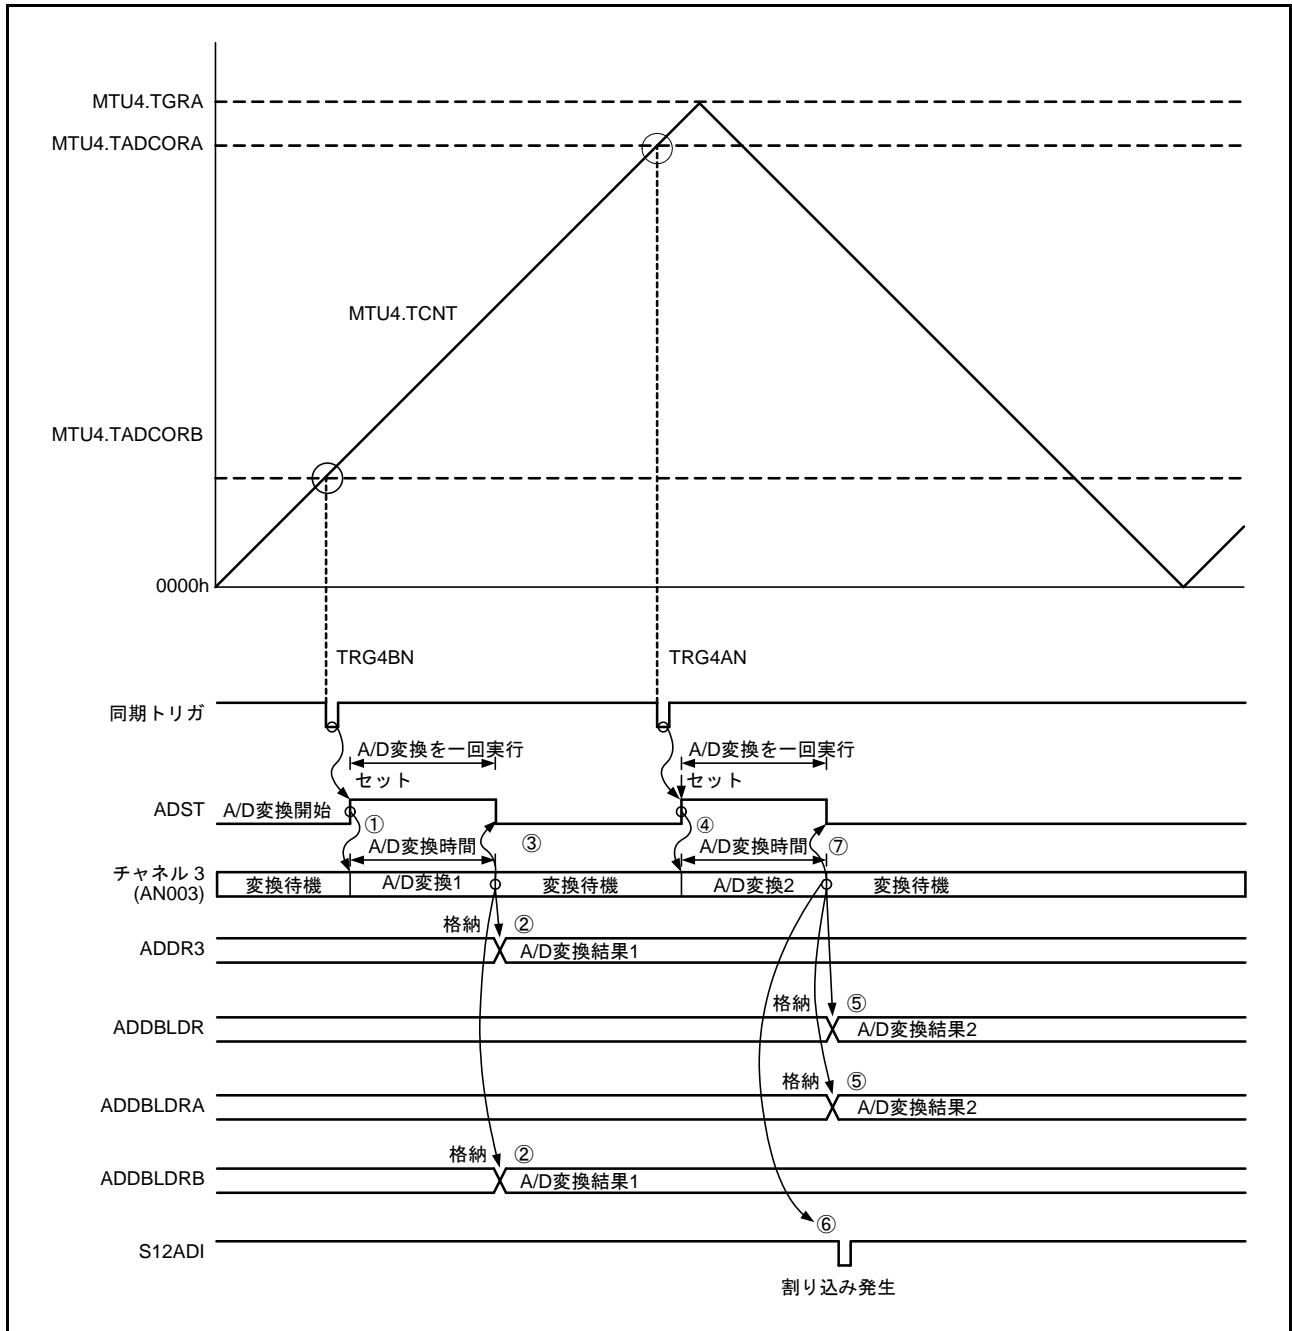 MTU4.TGRA
MTU4.TADCORA
MTU4.TCNT
MTU4.TADCORB
0000h
TRG4BN
TRG4AN
同期トリガ
A/D変換を一回実行
A/D変換を一回実行
セット
セット
ADST
A/D変換開始
①
③
④
⑦
A/D変換時間
A/D変換時間
チャネル 3
(AN003)
変換待機
A/D変換1
変換待機
A/D変換2
変換待機
格納
②
ADDR3
A/D変換結果1
格納
⑤
ADDBLDR
A/D変換結果2
格納
⑤
ADDBLDRA
A/D変換結果2
格納
②
ADDBLDRB
A/D変換結果1
⑥
S12ADI
割り込み発生